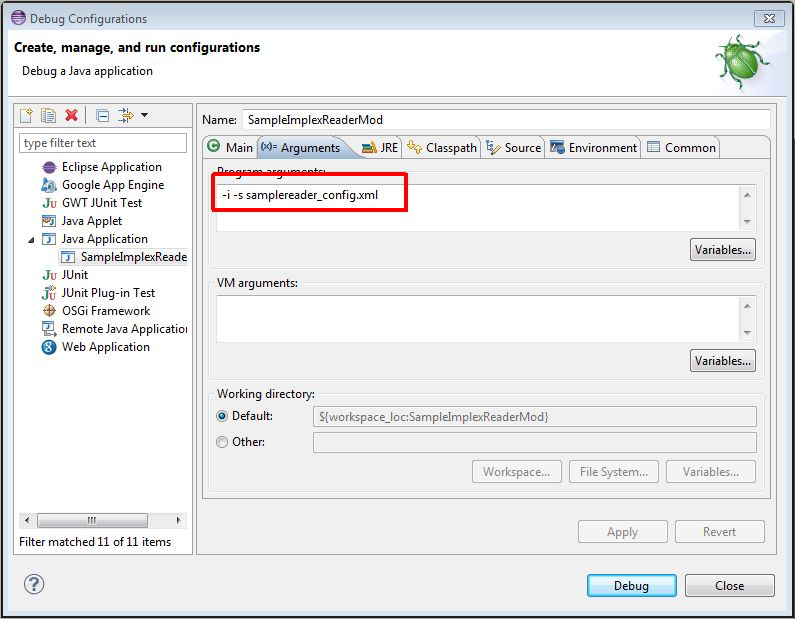 Debug Configurations
Create, manage, and run configurations
Debug a Java application
type filter text
Eclipse Application
Google App Engine
GWT JUnit Test
Java Applet
Java Application
SampleImplexReade
JUnit
JUnit Plug-in Test
OSGi Framework
Remote Java Application
Web Application
Filter matched 11 of 11 items
Name: SampleImplexReaderMod
Main (x)= Arguments JRE Classpath Source Environment Common
Program arguments:
-i -s samplereader_config.xml
Variables...
VM arguments:
Variables...
Working directory:
Default: ${workspace_loc:SampleImplexReaderMod}
Other:
Workspace... File System... Variables...
Apply Revert
Debug Close